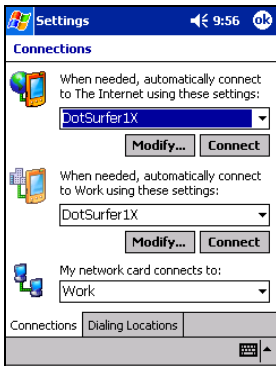 Settings 9:56 ok
Connections
When needed, automatically connect
to The Internet using these settings:
DotSurfer1X
Modify... Connect
When needed, automatically connect
to Work using these settings:
DotSurfer1X
Modify... Connect
My network card connects to:
Work
Connections Dialing Locations